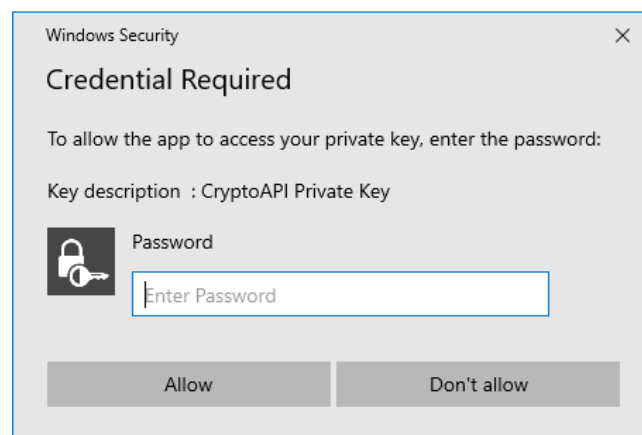 Windows Security
Credential Required
To allow the app to access your private key, enter the password:
Key description : CryptoAPI Private Key
Password
Enter Password
Allow
Don't allow